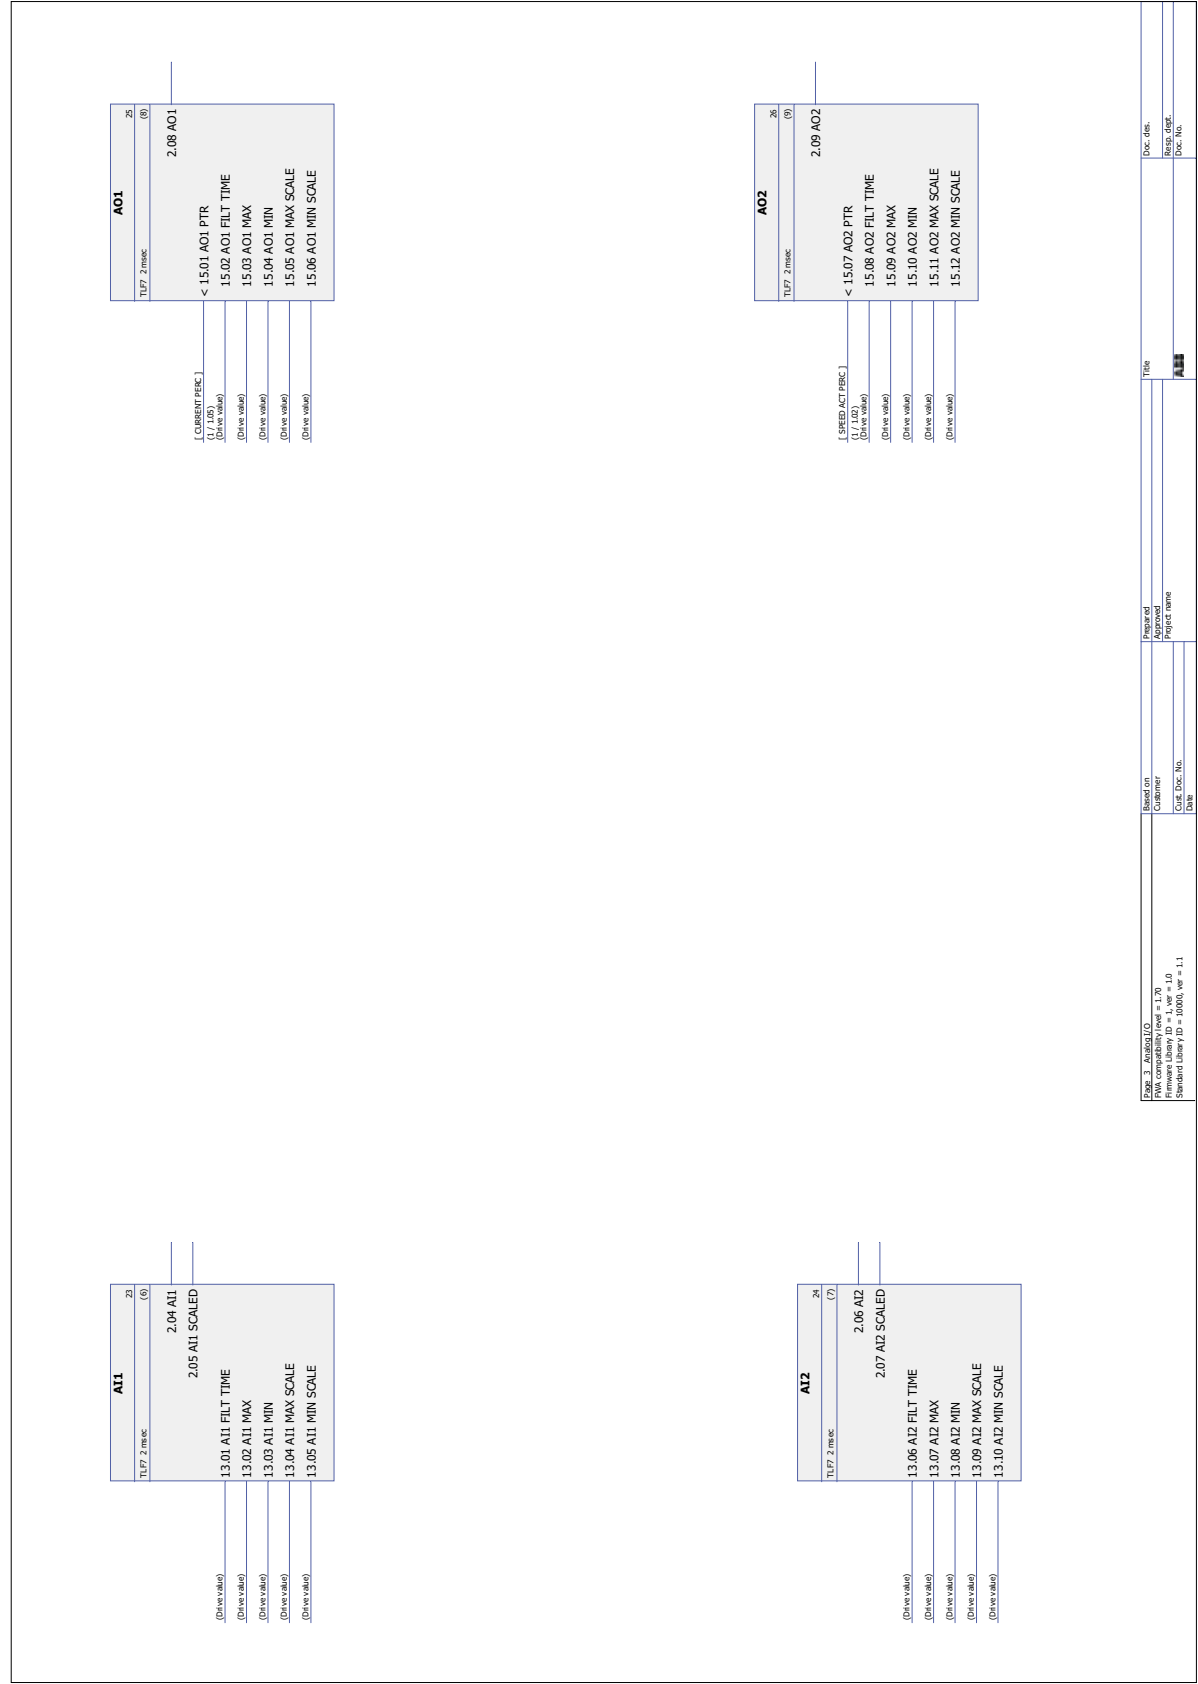 AI1
23
TLF7 2 msec
(6)
2.04 AI1
2.05 AI1 SCALED
(Drive value)
13.01 AI1 FILT TIME
(Drive value)
13.02 AI1 MAX
(Drive value)
13.03 AI1 MIN
(Drive value)
13.04 AI1 MAX SCALE
(Drive value)
13.05 AI1 MIN SCALE
AO1
25
TLF7 2 msec
(8)
2.08 AO1
[ CURRENT PERC ]
(1 / 1.05)
< 15.01 AO1 PTR
(Drive value)
15.02 AO1 FILT TIME
(Drive value)
15.03 AO1 MAX
(Drive value)
15.04 AO1 MIN
(Drive value)
15.05 AO1 MAX SCALE
(Drive value)
15.06 AO1 MIN SCALE
AI2
24
TLF7 2 msec
(7)
2.06 AI2
2.07 AI2 SCALED
(Drive value)
13.06 AI2 FILT TIME
(Drive value)
13.07 AI2 MAX
(Drive value)
13.08 AI2 MIN
(Drive value)
13.09 AI2 MAX SCALE
(Drive value)
13.10 AI2 MIN SCALE
AO2
26
TLF7 2 msec
(9)
2.09 AO2
[ SPEED ACT PERC ]
(1 / 1.02)
< 15.07 AO2 PTR
(Drive value)
15.08 AO2 FILT TIME
(Drive value)
15.09 AO2 MAX
(Drive value)
15.10 AO2 MIN
(Drive value)
15.11 AO2 MAX SCALE
(Drive value)
15.12 AO2 MIN SCALE
Page 3 Analog I/O
FWA compatibility level = 1.70
Firmware Library ID = 1, ver = 1.0
Standard Library ID = 10000, ver = 1.1
Based on
Customer
Cust. Doc. No.
Date
Prepared
Approved
Project name
Title
ABB
Doc. des.
Resp. dept.
Doc. No.